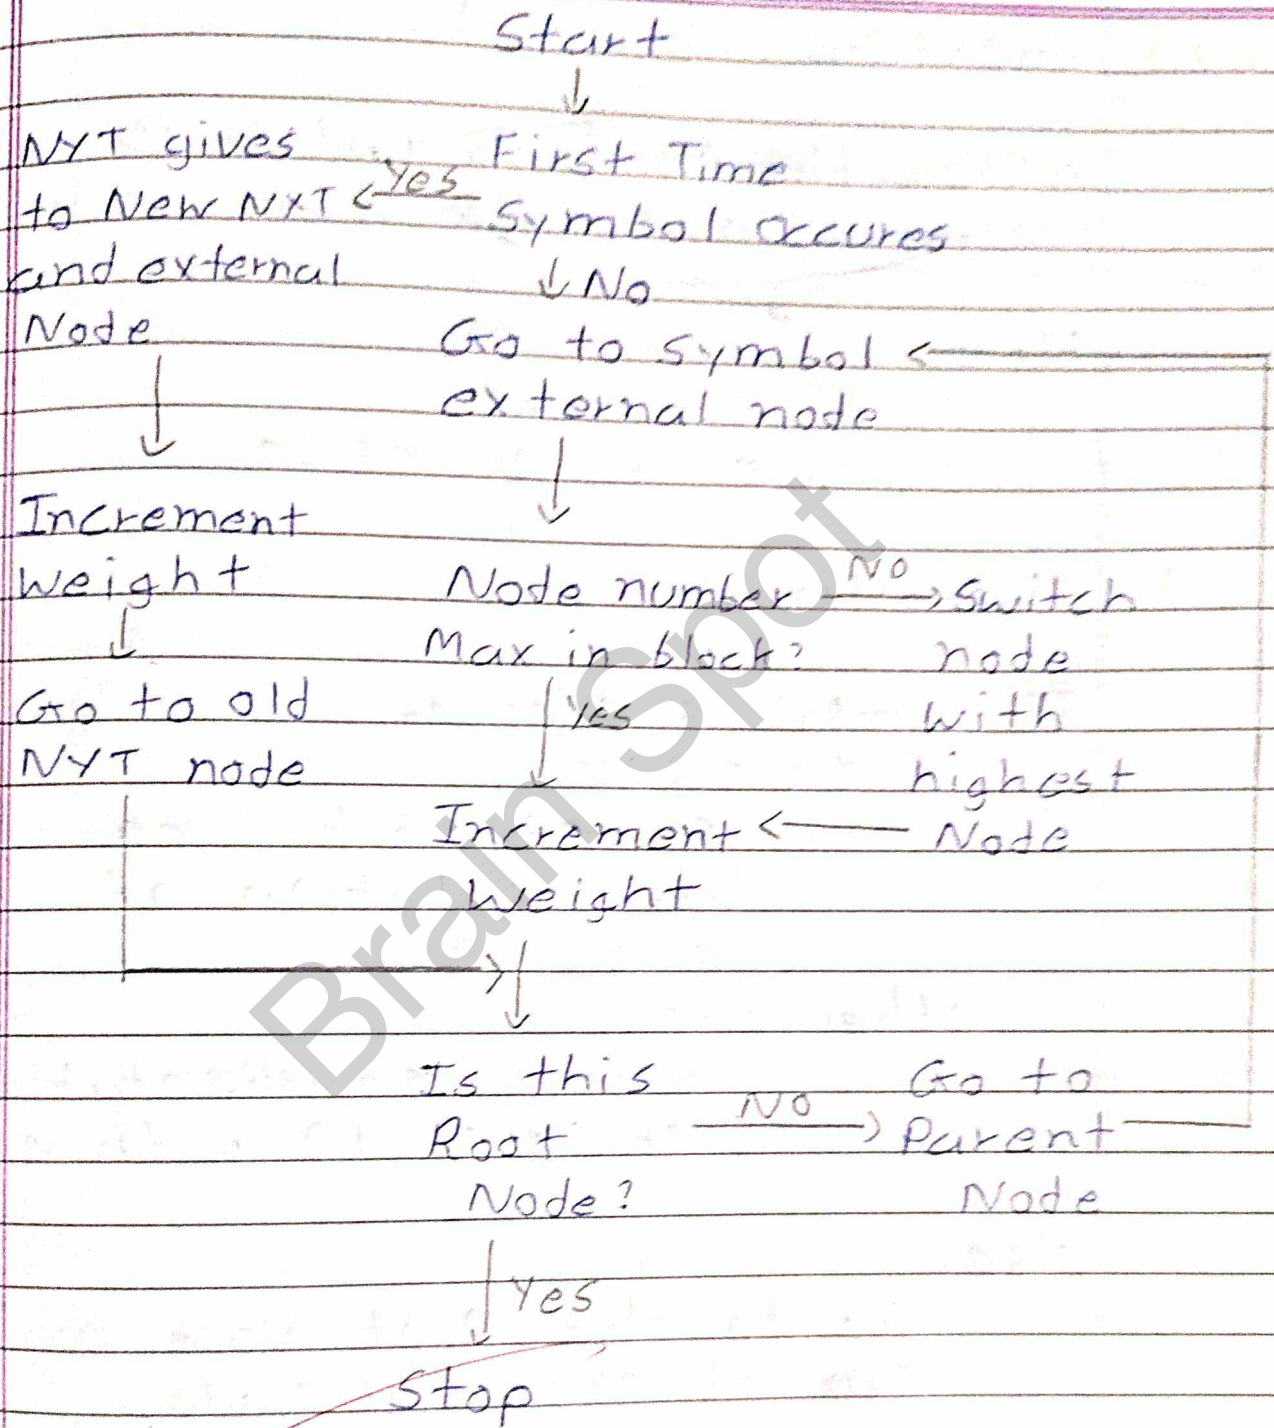 Start
First Time
Symbol occures
Yes
NYT gives
to New NYT
and external
Node
No
Go to symbol
external node
Increment
Weight
Go to old
NYT node
Node number
Max in block?
No
Switch
node
with
highest
Node
Yes
Increment
Weight
Is this
Root
Node?
No
Go to
Parent
Node
Yes
Stop
Brain Spot